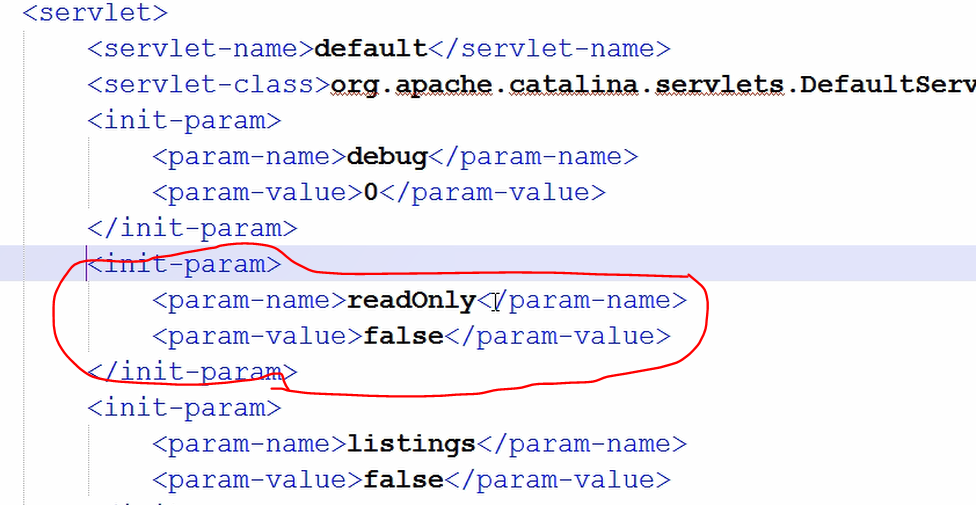 <servlet>
<servlet-name>default</servlet-name>
<servlet-class>org.apache.catalina.servlets.DefaultServ
<init-param>
<param-name>debug</param-name>
<param-value>0</param-value>
</init-param>
<init-param>
<param-name>readOnly</param-name>
<param-value>false</param-value>
</init-param>
<init-param>
<param-name>listings</param-name>
<param-value>false</param-value>